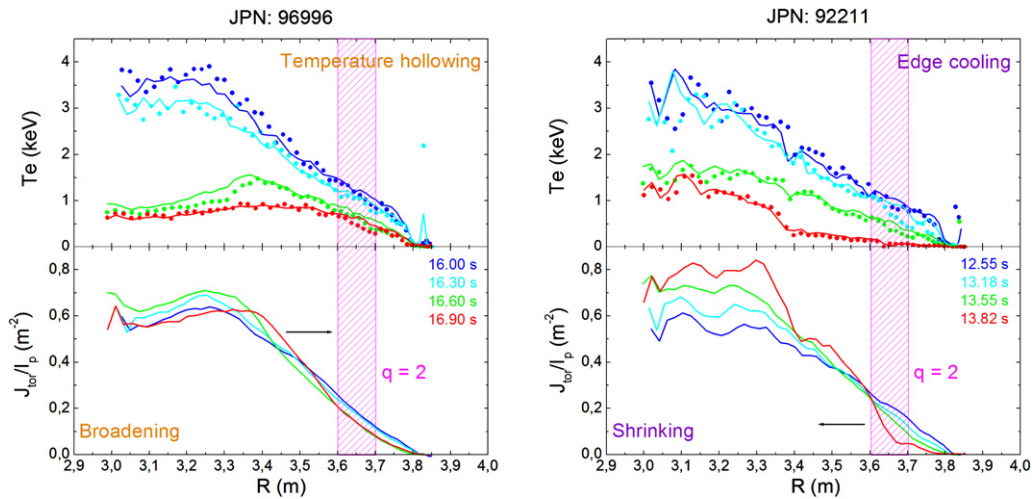 JPN: 96996
Temperature hollowing
Te (keV)
4
3
2
1
0
0,8
0,6
0,4
0,2
0,0
J_tor/I_p (m⁻²)
16.00 s
16.30 s
16.60 s
16.90 s
q = 2
Broadening
2,9 3,0 3,1 3,2 3,3 3,4 3,5 3,6 3,7 3,8 3,9 4,0
R (m)
JPN: 92211
Edge cooling
Te (keV)
4
3
2
1
0
0,8
0,6
0,4
0,2
0,0
J_tor/I_p (m⁻²)
12.55 s
13.18 s
13.55 s
13.82 s
q = 2
Shrinking
2,9 3,0 3,1 3,2 3,3 3,4 3,5 3,6 3,7 3,8 3,9 4,0
R (m)